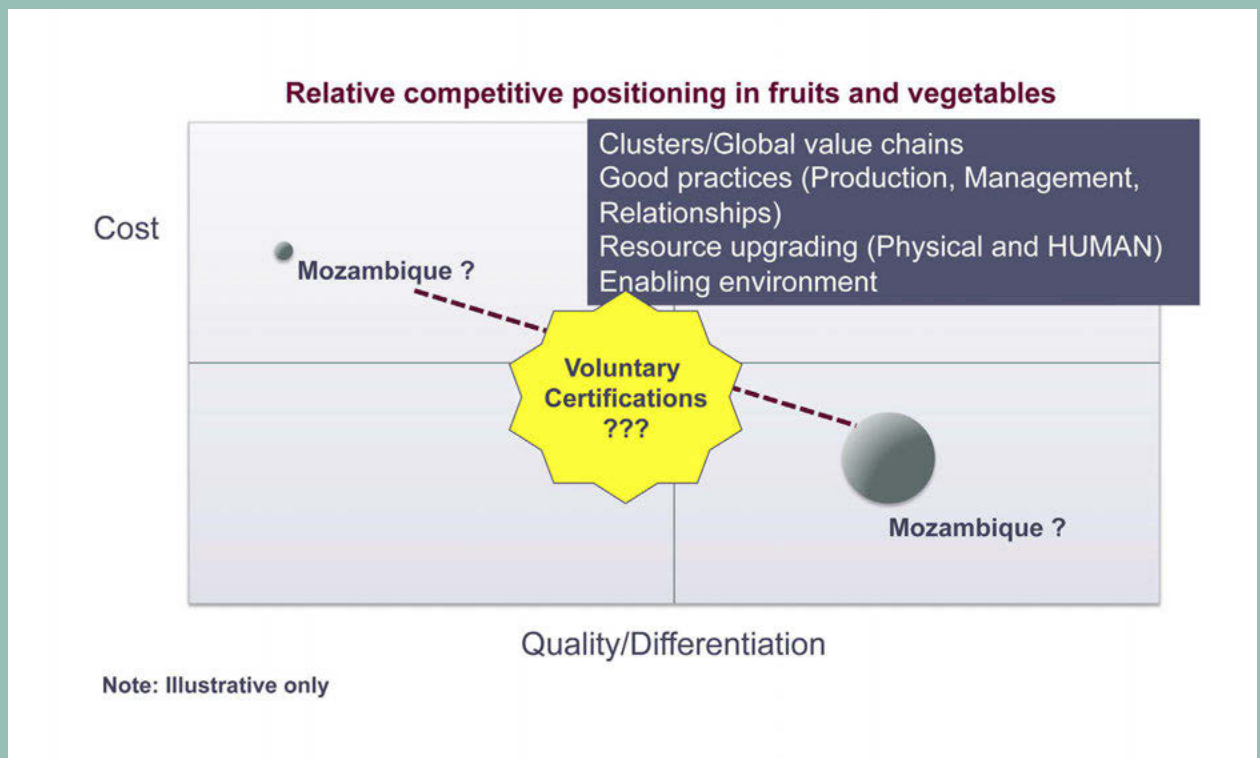 Relative competitive positioning in fruits and vegetables
Clusters/Global value chains
Good practices (Production, Management,
Relationships)
Resource upgrading (Physical and HUMAN)
Enabling environment
Cost
Mozambique ?
Voluntary
Certifications
???
Mozambique ?
Quality/Differentiation
Note: Illustrative only